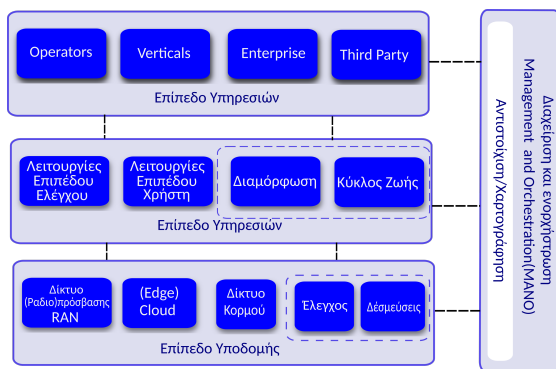 Operators
Verticals
Enterprise
Third Party
Επίπεδο Υπηρεσιών
Λειτουργίες
Επιπέδου
Ελέγχου
Λειτουργίες
Επιπέδου
Χρήστη
Διαμόρφωση
Κύκλος Ζωής
Επίπεδο Υπηρεσιών
Δίκτυο
(Ραδιο)πρόσβασης
RAN
(Edge)
Cloud
Δίκτυο
Κορμού
Έλεγχος
Δέσμεύσεις
Επίπεδο Υποδομής
Διαχείριση και ενορχήστρωση
Management and Orchestration(MANO)
Αντιστοίχιση/Χαρτογράφηση